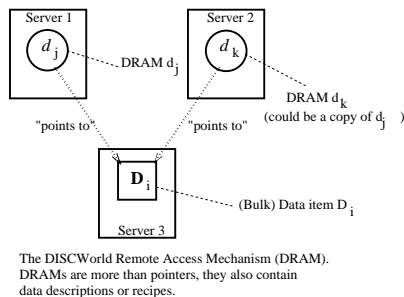 Server 1
Server 2
d j
d k
DRAM d j
DRAM d k
(could be a copy of d j )
"points to"
"points to"
D i
(Bulk) Data item D i
Server 3
The DISCWorld Remote Access Mechanism (DRAM).
DRAMs are more than pointers, they also contain
data descriptions or recipes.